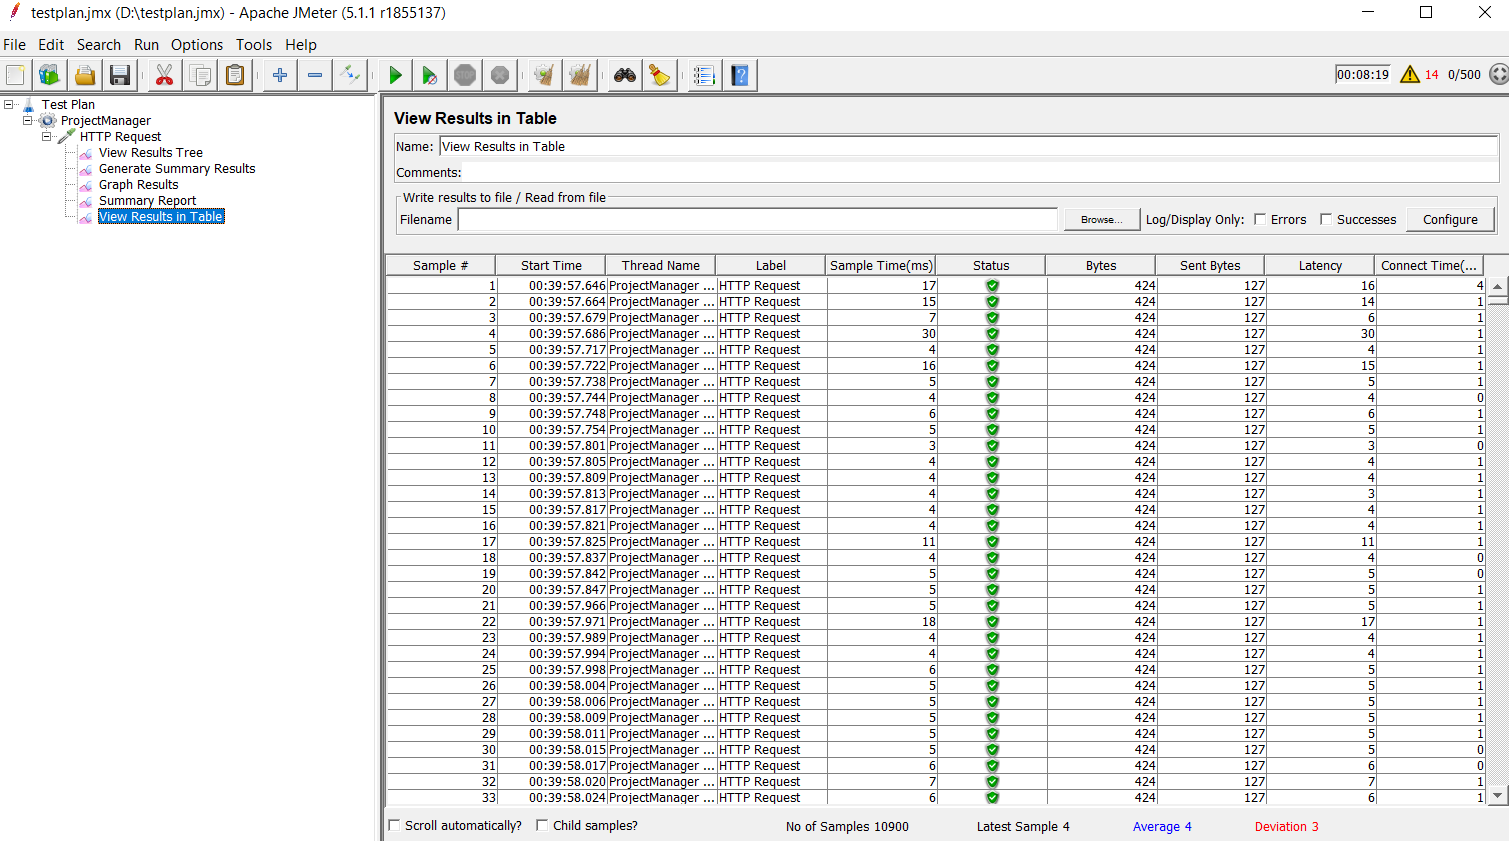 testplan.jmx (D:\testplan.jmx) - Apache JMeter (5.1.1 r1855137)
File Edit Search Run Options Tools Help
STOP 00:08:19 14 0/500
Test Plan
ProjectManager
HTTP Request
View Results Tree
Generate Summary Results
Graph Results
Summary Report
View Results in Table
View Results in Table
Name: View Results in Table
Comments:
Write results to file / Read from file
Filename Browse... Log/Display Only: Errors Successes Configure
Sample # Start Time Thread Name Label Sample Time(ms) Status Bytes Sent Bytes Latency Connect Time(...
1 00:39:57.646 ProjectManager ... HTTP Request 17 424 127 16 4
2 00:39:57.664 ProjectManager ... HTTP Request 15 424 127 14 1
3 00:39:57.679 ProjectManager ... HTTP Request 7 424 127 6 1
4 00:39:57.686 ProjectManager ... HTTP Request 30 424 127 30 1
5 00:39:57.717 ProjectManager ... HTTP Request 4 424 127 4 1
6 00:39:57.722 ProjectManager ... HTTP Request 16 424 127 15 1
7 00:39:57.738 ProjectManager ... HTTP Request 5 424 127 5 1
8 00:39:57.744 ProjectManager ... HTTP Request 4 424 127 4 0
9 00:39:57.748 ProjectManager ... HTTP Request 6 424 127 6 1
10 00:39:57.754 ProjectManager ... HTTP Request 5 424 127 5 1
11 00:39:57.801 ProjectManager ... HTTP Request 3 424 127 3 0
12 00:39:57.805 ProjectManager ... HTTP Request 4 424 127 4 1
13 00:39:57.809 ProjectManager ... HTTP Request 4 424 127 4 1
14 00:39:57.813 ProjectManager ... HTTP Request 4 424 127 3 1
15 00:39:57.817 ProjectManager ... HTTP Request 4 424 127 4 1
16 00:39:57.821 ProjectManager ... HTTP Request 4 424 127 4 1
17 00:39:57.825 ProjectManager ... HTTP Request 11 424 127 11 1
18 00:39:57.837 ProjectManager ... HTTP Request 4 424 127 4 0
19 00:39:57.842 ProjectManager ... HTTP Request 5 424 127 5 0
20 00:39:57.847 ProjectManager ... HTTP Request 5 424 127 5 1
21 00:39:57.966 ProjectManager ... HTTP Request 5 424 127 5 1
22 00:39:57.971 ProjectManager ... HTTP Request 18 424 127 17 1
23 00:39:57.989 ProjectManager ... HTTP Request 4 424 127 4 1
24 00:39:57.994 ProjectManager ... HTTP Request 4 424 127 4 1
25 00:39:57.998 ProjectManager ... HTTP Request 6 424 127 5 1
26 00:39:58.004 ProjectManager ... HTTP Request 5 424 127 5 1
27 00:39:58.006 ProjectManager ... HTTP Request 5 424 127 5 1
28 00:39:58.009 ProjectManager ... HTTP Request 5 424 127 5 1
29 00:39:58.011 ProjectManager ... HTTP Request 5 424 127 5 1
30 00:39:58.015 ProjectManager ... HTTP Request 5 424 127 5 0
31 00:39:58.017 ProjectManager ... HTTP Request 6 424 127 6 0
32 00:39:58.020 ProjectManager ... HTTP Request 7 424 127 7 1
33 00:39:58.024 ProjectManager ... HTTP Request 6 424 127 6 1
Scroll automatically? Child samples? No of Samples 10900 Latest Sample 4 Average 4 Deviation 3